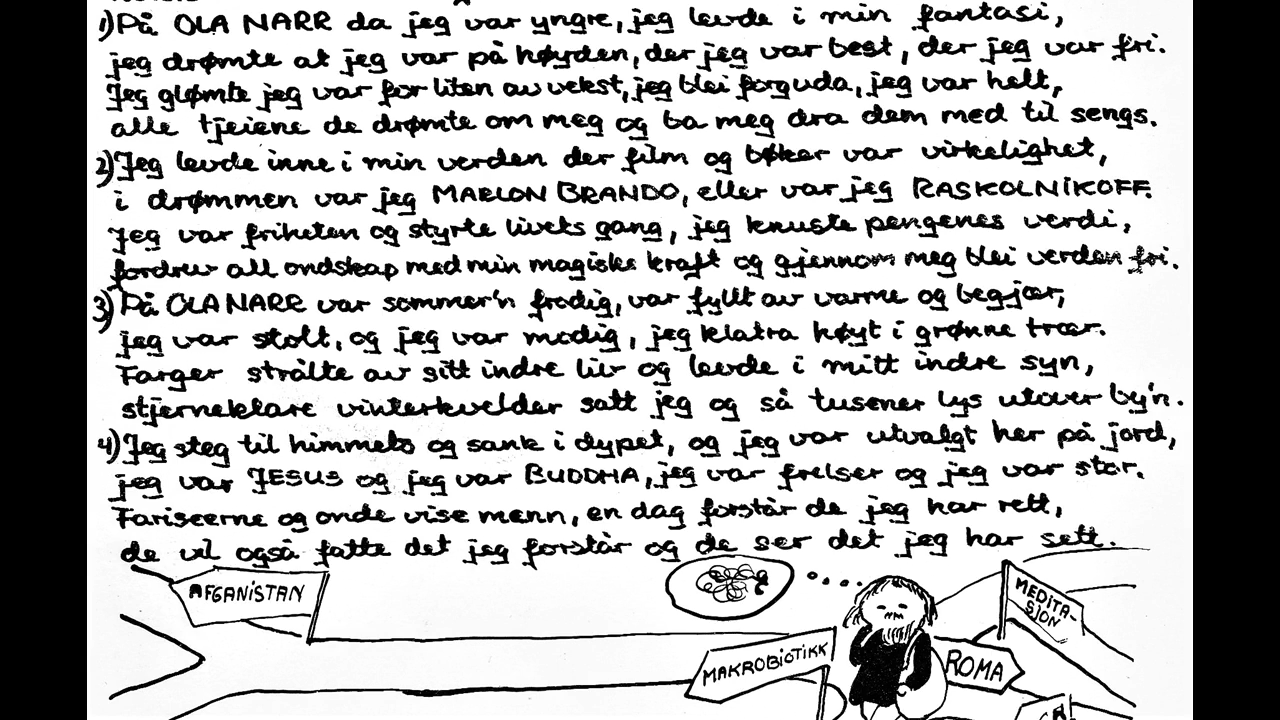 1) På OLA NARR da jeg var yngre, jeg levde i min fantasi,
jeg drømte at jeg var på høyden, der jeg var best, der jeg var fri.
Jeg glømte jeg var for liten av vekst, jeg blei forguda, jeg var helt,
alle tjeiene de drømte om meg og ba meg dra dem med til sengs.
2) Jeg levde inne i min verden der film og bøker var virkelighet,
i drømmen var jeg MARLON BRANDO, eller var jeg RASKOLNIKOFF.
Jeg var friheten og styrte livets gang, jeg knuste pengenes verdi,
fordrev all ondskap med min magiske kraft og gjennom meg blei verden fri.
3) På OLA NARR var sommer'n frodig, var fyllt av varme og begjær,
jeg var stolt, og jeg var modig, jeg klatra høyt i grønne trær.
Farger strålte av sitt indre liv og levde i mitt indre syn,
stjerneklare vinterkvelder satt jeg og så tusener lys utover by'n.
4) Jeg steg til himmels og sank i dypet, og jeg var utvalgt her på jord,
jeg var JESUS og jeg var BUDDHA, jeg var frelser og jeg var stor.
Fariseerne og onde vise menn, en dag forstår de jeg har rett,
de vil også fatte det jeg forstår og de ser det jeg har sett.
AFGANISTAN
MEDITA-
SJON
MAKROBIOTIKK
ROMA